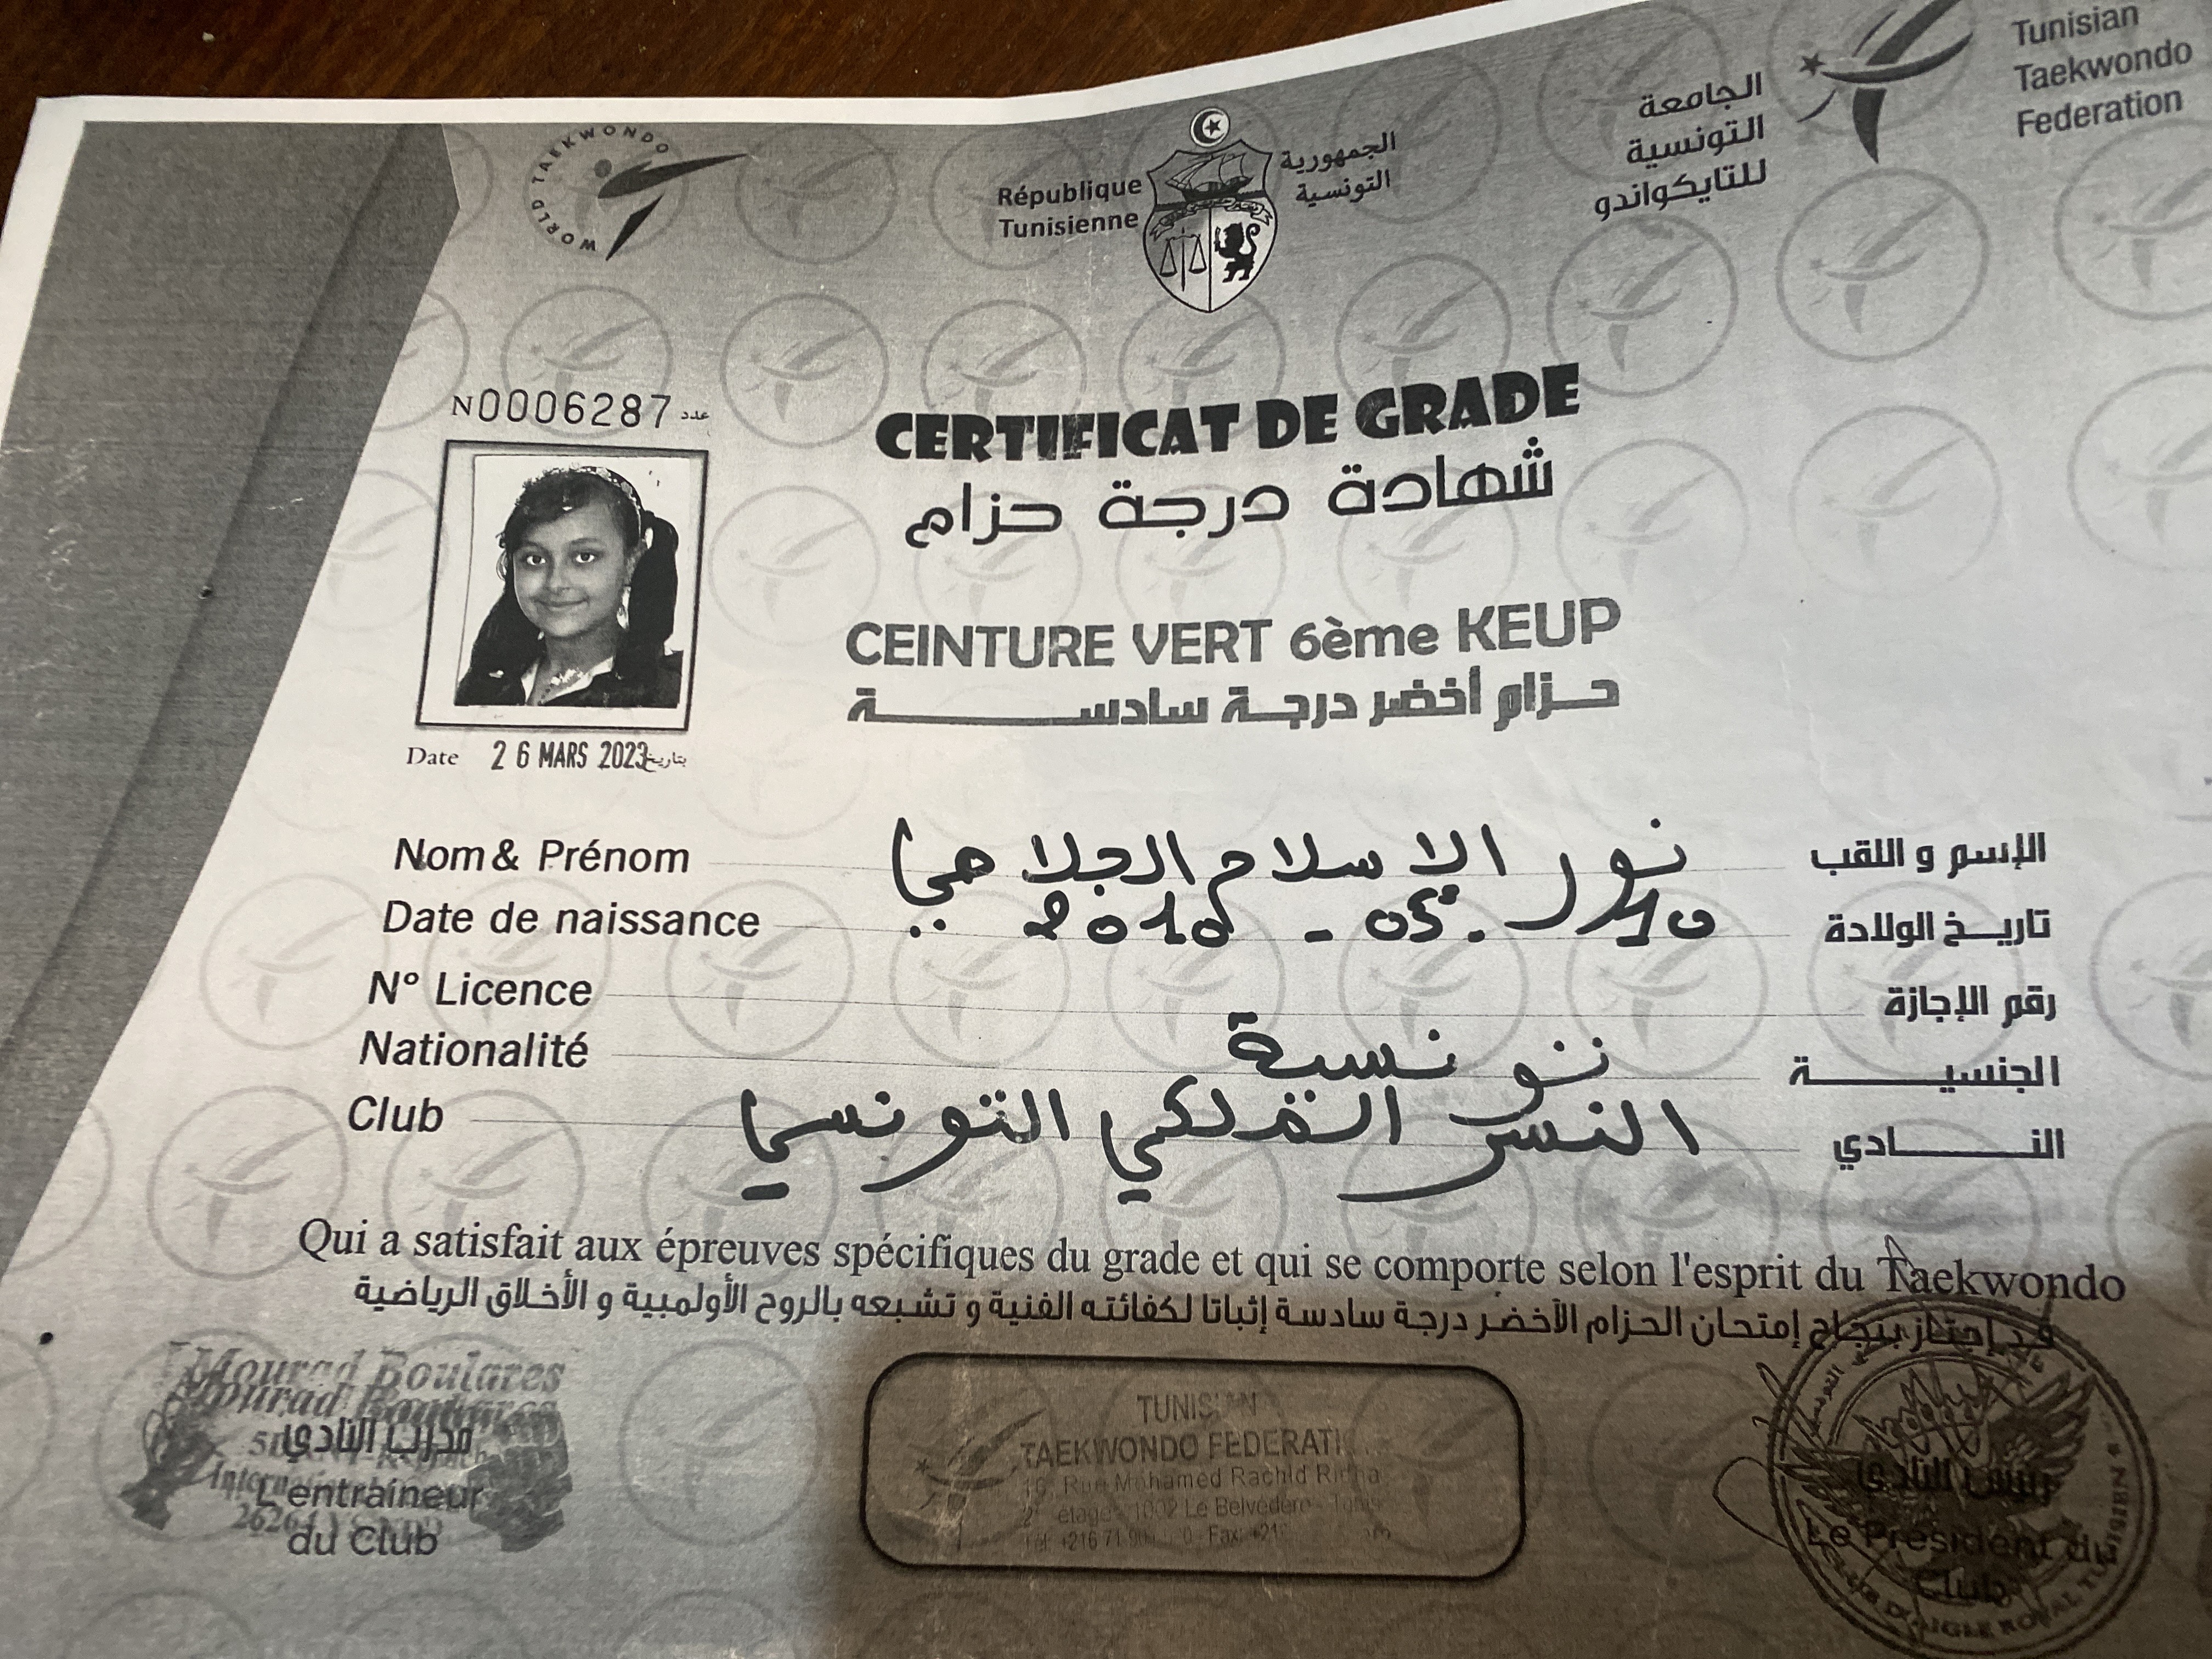 WORLD TAEKWONDO
République
Tunisienne
الجمهورية
التونسية
الجامعة
التونسية
للتايكواندو
Tunisian
Taekwondo
Federation
N0006287 عدد
CERTIFICAT DE GRADE
شهادة درجة حزام
CEINTURE VERT 6ème KEUP
حزام أخضر درجة سادسة
Date 26 MARS 2023 بتاريخ
Nom & Prénom نور الاسلام الجلاصي الإسم و اللقب
Date de naissance 2010 - 05 - تاريخ الولادة
N° Licence رقم الإجازة
Nationalité تونسية الجنسية
Club النسر الملكي التونسي النادي
Qui a satisfait aux épreuves spécifiques du grade et qui se comporte selon l'esprit du Taekwondo
قد إجتاز بنجاح إمتحان الحزام الأخضر درجة سادسة إثباتا لكفائته الفنية و تشبعه بالروح الأولمبية و الأخلاق الرياضية
Mourad Boulares
مدرب النادي
L'entraîneur
du Club
TAEKWONDO FEDERATI
Rue Mohamed Rachid Ridha
étage - 1002 Le Belvédère - Tunis
رئيس النادي
Le Président du
Club